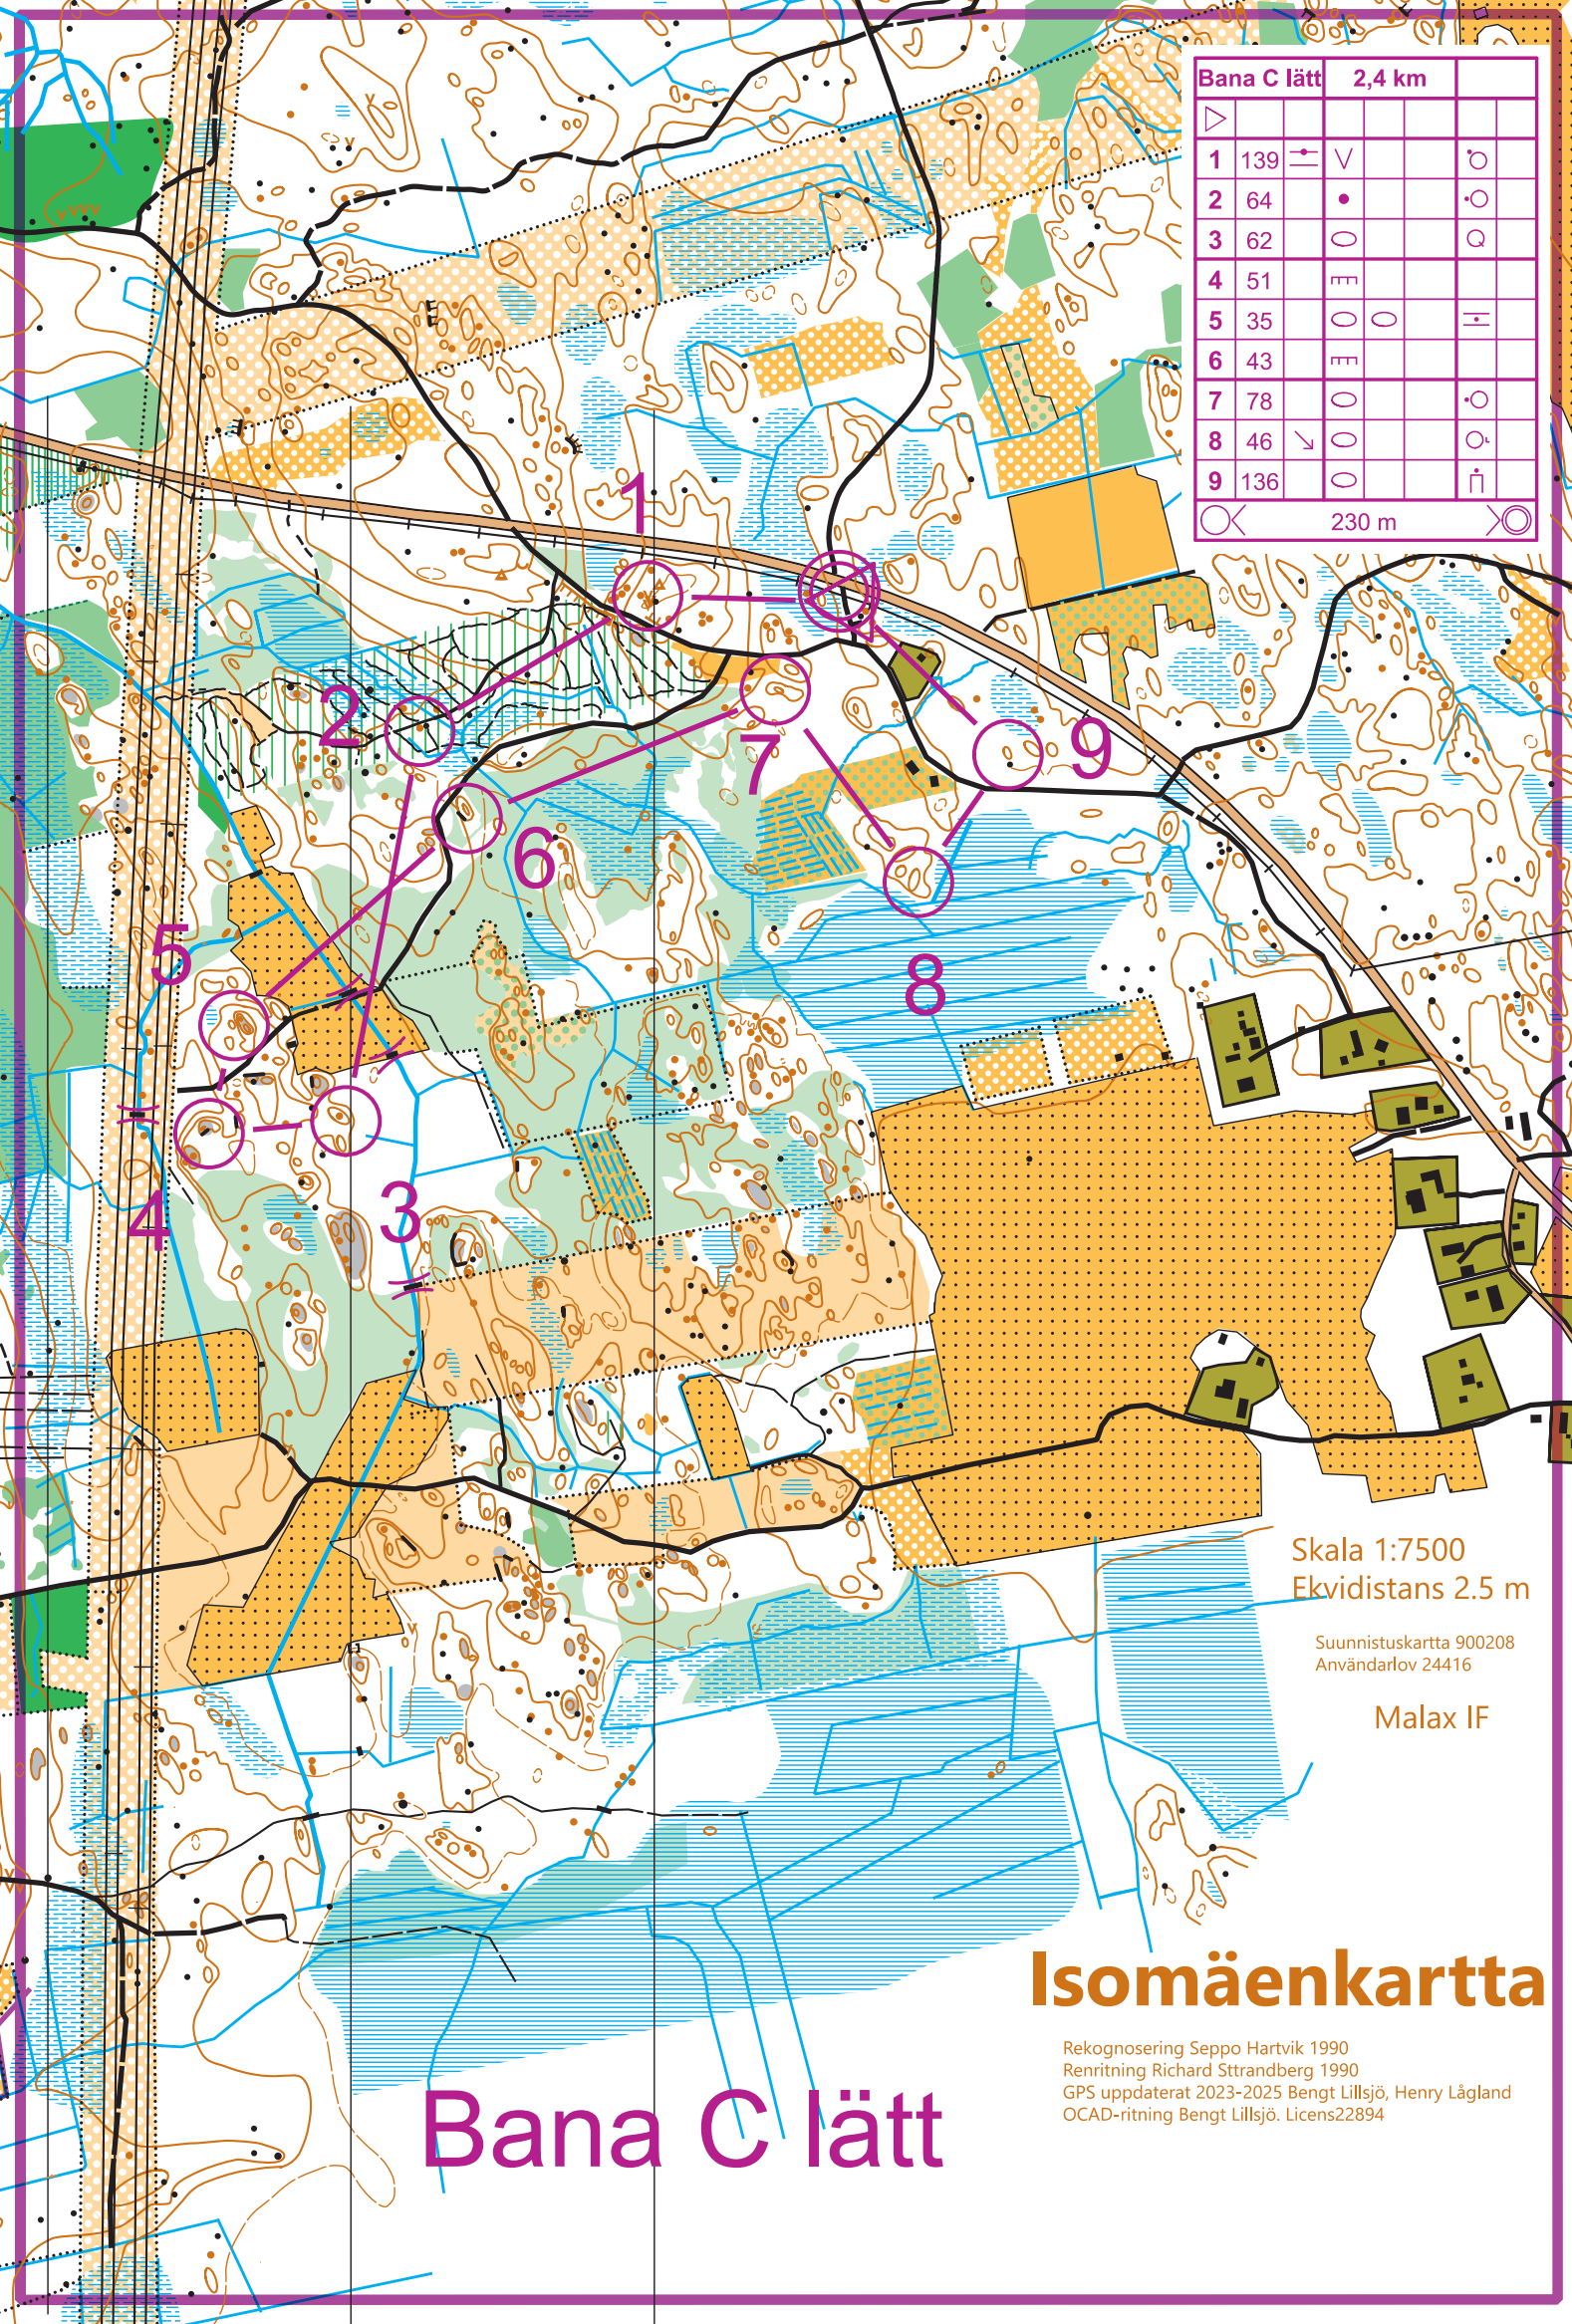 Bana C lätt 2,4 km
1 139
2 64
3 62
4 51
5 35
6 43
7 78
8 46
9 136
230 m
1
2
7
9
6
5
8
4
3
Skala 1:7500
Ekvidistans 2.5 m
Suunnistuskartta 900208
Användarlov 24416
Malax IF
Isomäenkartta
Rekognosering Seppo Hartvik 1990
Renritning Richard Sttrandberg 1990
GPS uppdaterat 2023-2025 Bengt Lillsjö, Henry Lågland
OCAD-ritning Bengt Lillsjö. Licens22894
Bana C lätt